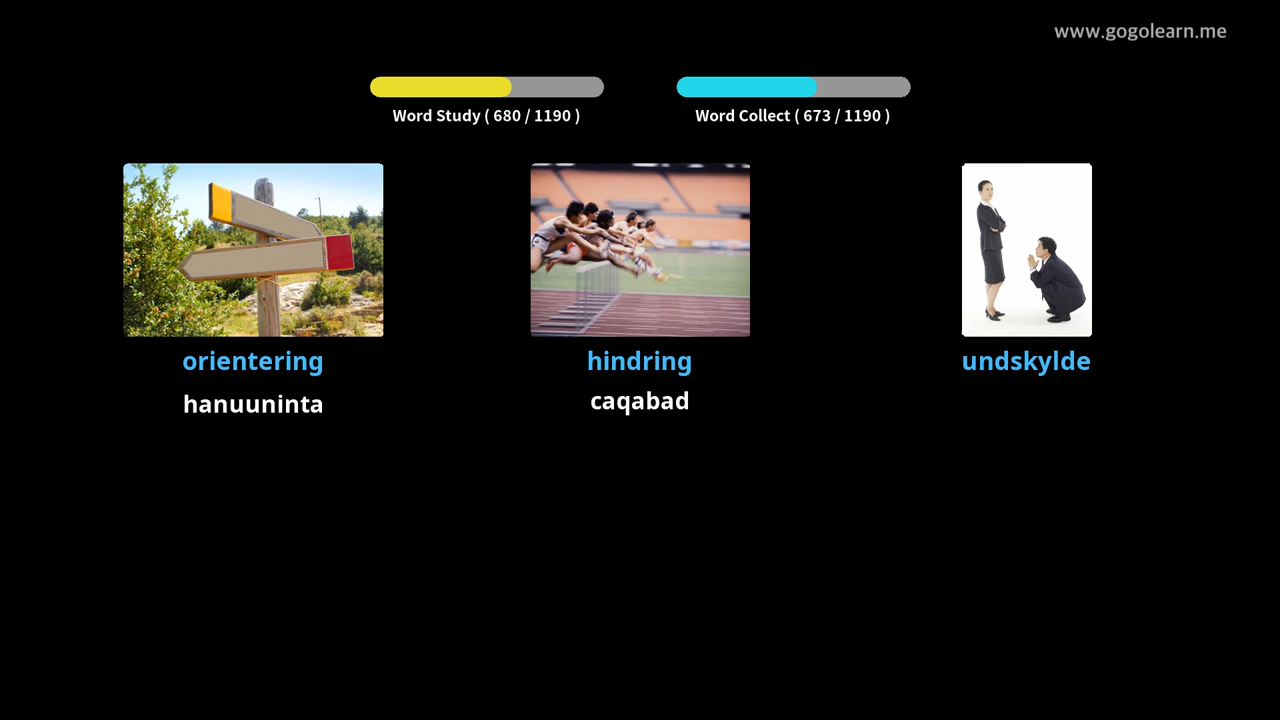 www.gogolearn.me
Word Study ( 680 / 1190 )
Word Collect ( 673 / 1190 )
orientering
hindring
undskylde
hanuuninta
caqabad